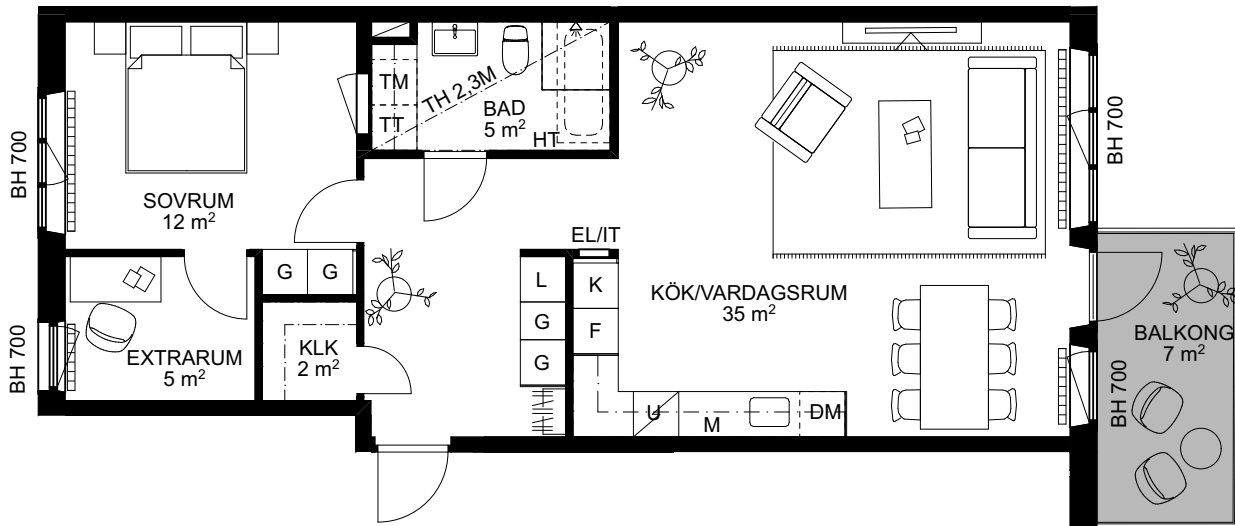 TM
TT
TH 2,3M
BAD
5 m²
HT
BH 700
SOVRUM
12 m²
BH 700
EL/IT
G
G
L
G
G
K
F
KÖK/VARDAGSRUM
35 m²
BALKONG
7 m²
EXTRARUM
5 m²
KLK
2 m²
BH 700
U
M
DM
BH 700